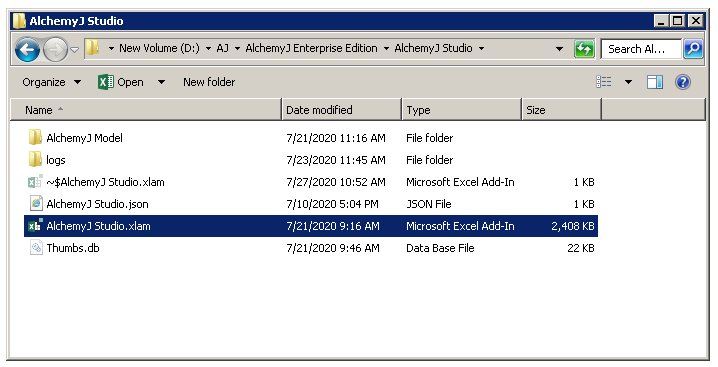 AlchemyJ Studio
New Volume (D:) AJ AlchemyJ Enterprise Edition AlchemyJ Studio Search Al...
Organize Open New folder
Name Date modified Type Size
AlchemyJ Model 7/21/2020 11:16 AM File folder
logs 7/23/2020 11:45 AM File folder
~$AlchemyJ Studio.xlam 7/27/2020 10:52 AM Microsoft Excel Add-In 1 KB
AlchemyJ Studio.json 7/10/2020 5:04 PM JSON File 1 KB
AlchemyJ Studio.xlam 7/21/2020 9:16 AM Microsoft Excel Add-In 2,408 KB
Thumbs.db 7/21/2020 9:46 AM Data Base File 22 KB